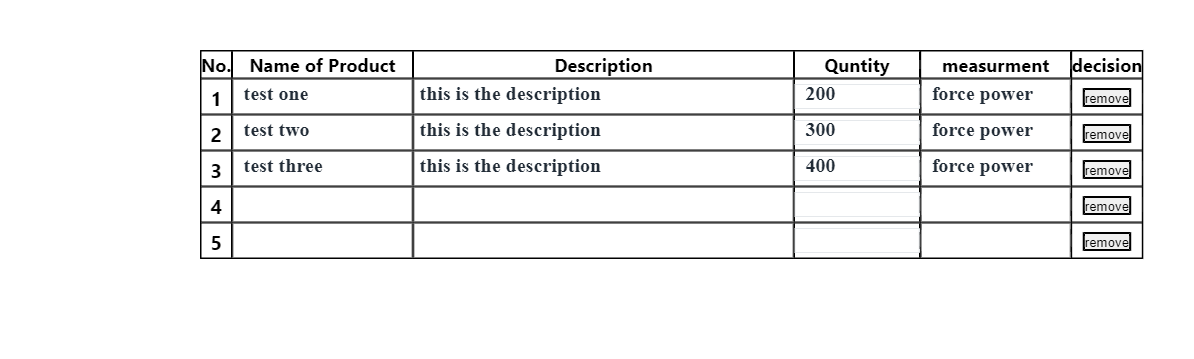 No. Name of Product Description Quntity measurment decision
1 test one this is the description 200 force power remove
2 test two this is the description 300 force power remove
3 test three this is the description 400 force power remove
4 remove
5 remove